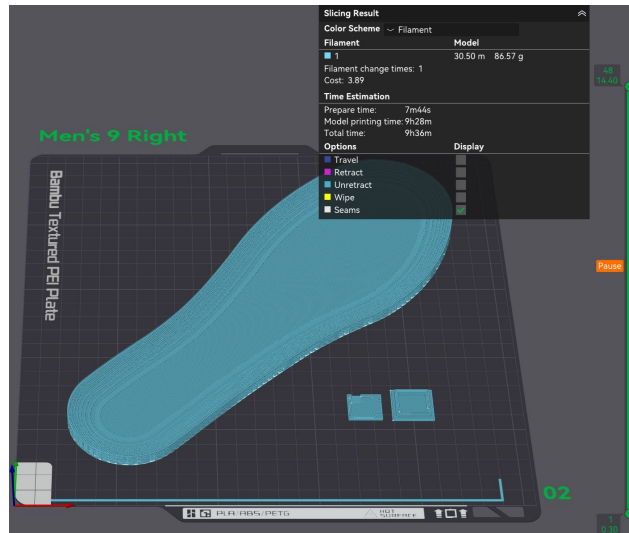 Slicing Result
Color Scheme Filament
Filament Model
1 30.50 m 86.57 g
Filament change times: 1
Cost: 3.89
Time Estimation
Prepare time: 7m44s
Model printing time: 9h28m
Total time: 9h36m
Options Display
Travel
Retract
Unretract
Wipe
Seams
48
14.40
Pause
1
0.30
Men's 9 Right
Bambu Textured PEI Plate
02
PLA/ABS/PETG
HOT
SURFACE